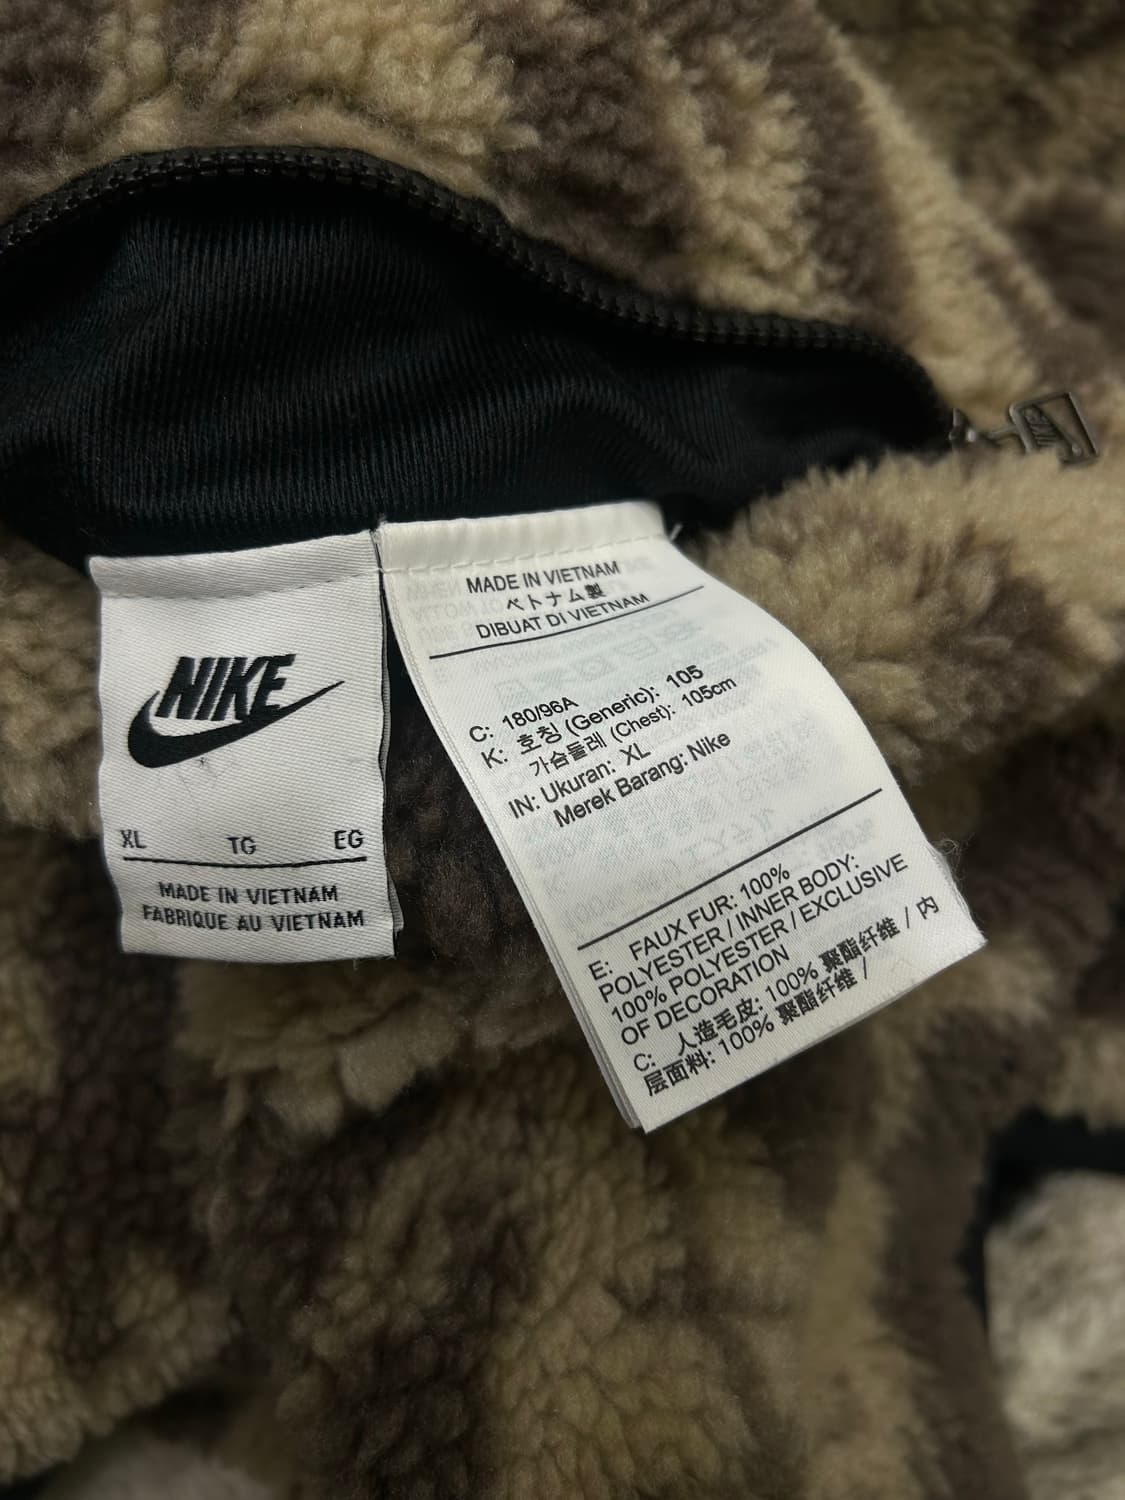 NIKE
XL TG EG
MADE IN VIETNAM
FABRIQUE AU VIETNAM
MADE IN VIETNAM
ベトナム製
DIBUAT DI VIETNAM
C: 180/96A
K: 호칭 (Generic): 105
가슴둘레 (Chest): 105cm
IN: Ukuran: XL
Merek Barang: Nike
E: FAUX FUR: 100%
POLYESTER / INNER BODY:
100% POLYESTER / EXCLUSIVE
OF DECORATION
C: 人造毛皮: 100% 聚酯纤维 / 内
层面料: 100% 聚酯纤维 /